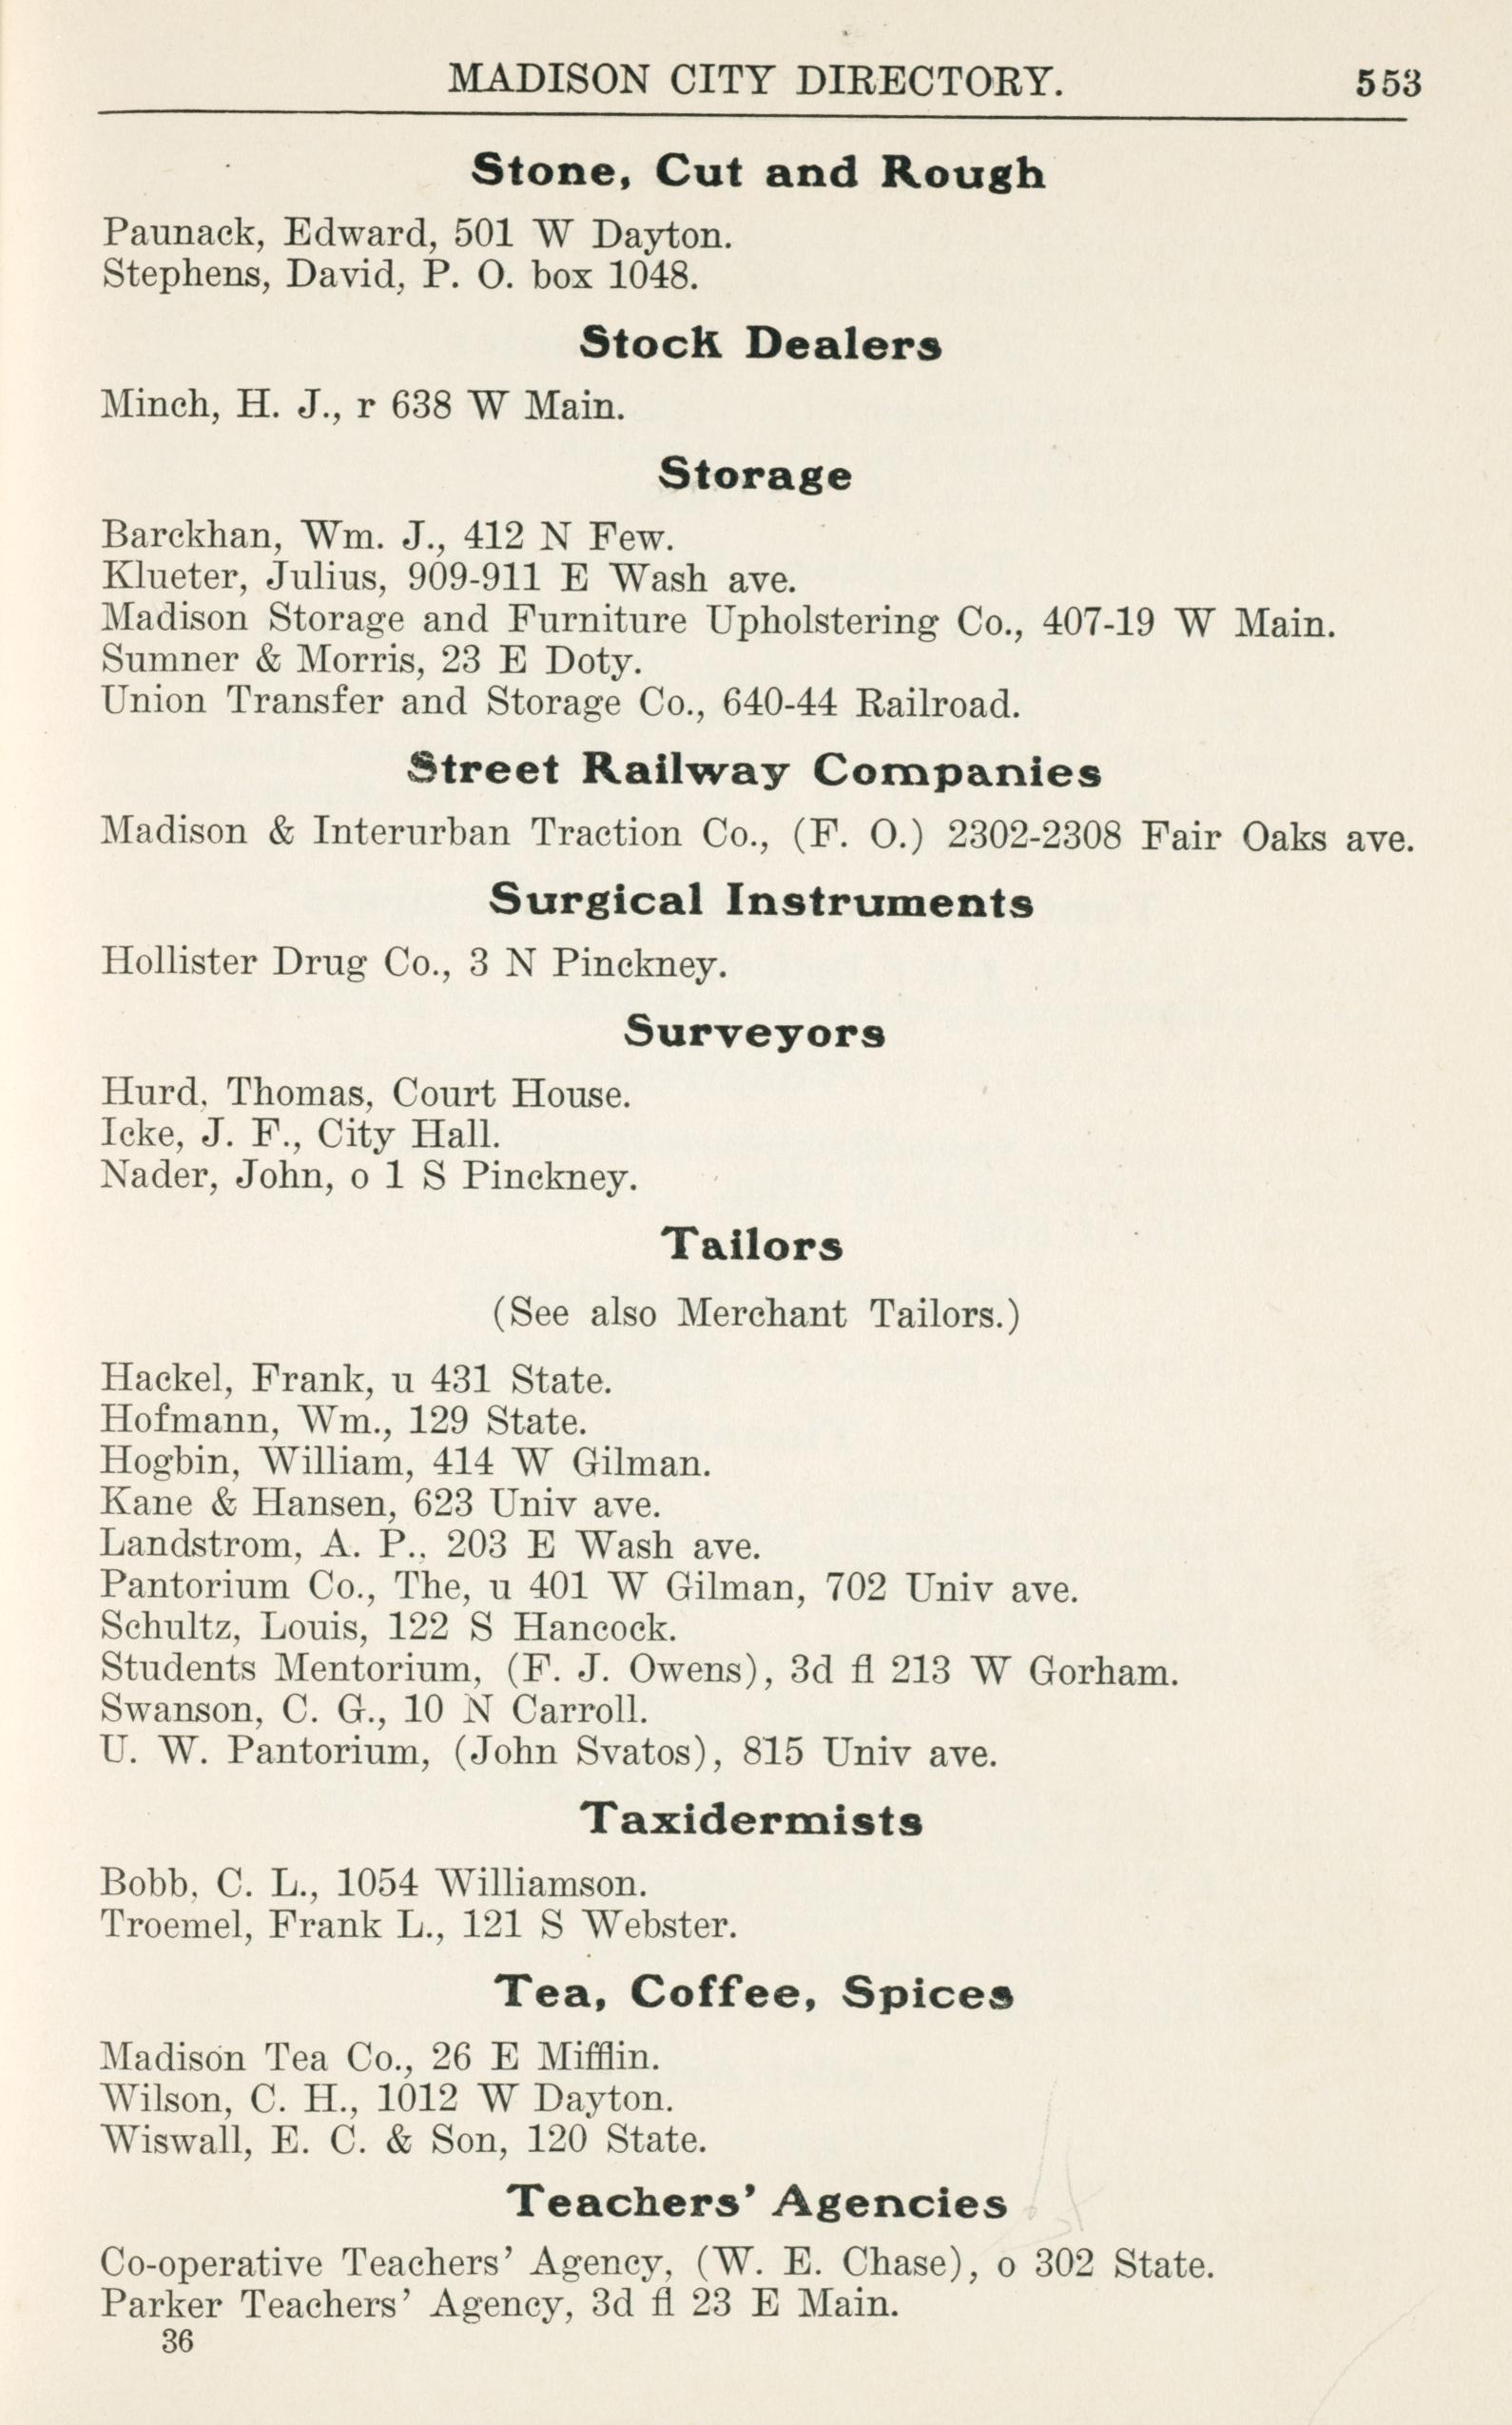 MADISON CITY DIRECTORY. 553
Stone, Cut and Rough
Paunack, Edward, 501 W Dayton.
Stephens, David, P. O. box 1048.
Stock Dealers
Minch, H. J., r 638 W Main.
Storage
Barckhan, Wm. J., 412 N Few.
Klueter, Julius, 909-911 E Wash ave.
Madison Storage and Furniture Upholstering Co., 407-19 W Main.
Sumner & Morris, 23 E Doty.
Union Transfer and Storage Co., 640-44 Railroad.
Street Railway Companies
Madison & Interurban Traction Co., (F. O.) 2302-2308 Fair Oaks ave.
Surgical Instruments
Hollister Drug Co., 3 N Pinckney.
Surveyors
Hurd, Thomas, Court House.
Icke, J. F., City Hall.
Nader, John, o 1 S Pinckney.
Tailors
(See also Merchant Tailors.)
Hackel, Frank, u 431 State.
Hofmann, Wm., 129 State.
Hogbin, William, 414 W Gilman.
Kane & Hansen, 623 Univ ave.
Landstrom, A. P., 203 E Wash ave.
Pantorium Co., The, u 401 W Gilman, 702 Univ ave.
Schultz, Louis, 122 S Hancock.
Students Mentorium, (F. J. Owens), 3d fl 213 W Gorham.
Swanson, C. G., 10 N Carroll.
U. W. Pantorium, (John Svatos), 815 Univ ave.
Taxidermists
Bobb, C. L., 1054 Williamson.
Troemel, Frank L., 121 S Webster.
Tea, Coffee, Spices
Madison Tea Co., 26 E Mifflin.
Wilson, C. H., 1012 W Dayton.
Wiswall, E. C. & Son, 120 State.
Teachers' Agencies
Co-operative Teachers' Agency, (W. E. Chase), o 302 State.
Parker Teachers' Agency, 3d fl 23 E Main.
36